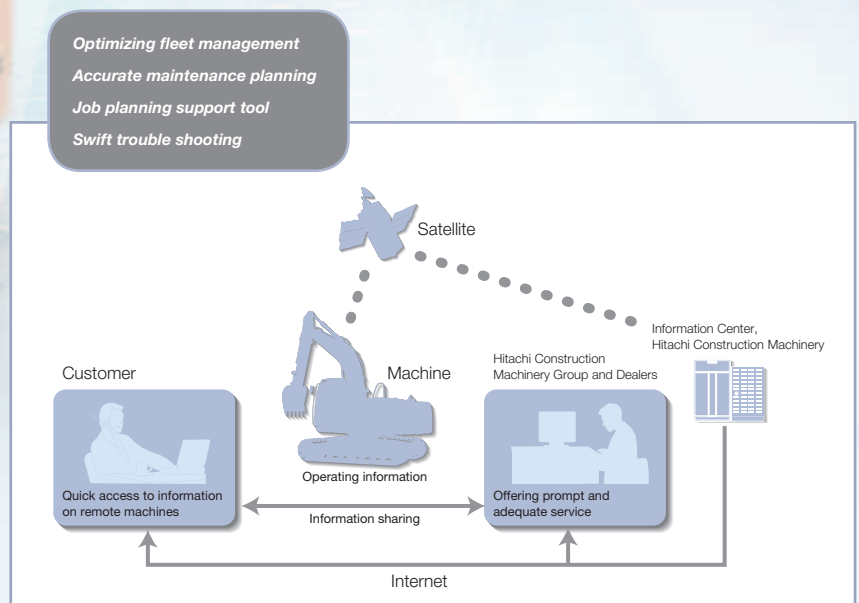 Optimizing fleet management
Accurate maintenance planning
Job planning support tool
Swift trouble shooting
Satellite
Information Center,
Hitachi Construction Machinery
Hitachi Construction
Machinery Group and Dealers
Customer
Machine
Operating information
Quick access to information
on remote machines
Offering prompt and
adequate service
Information sharing
Internet